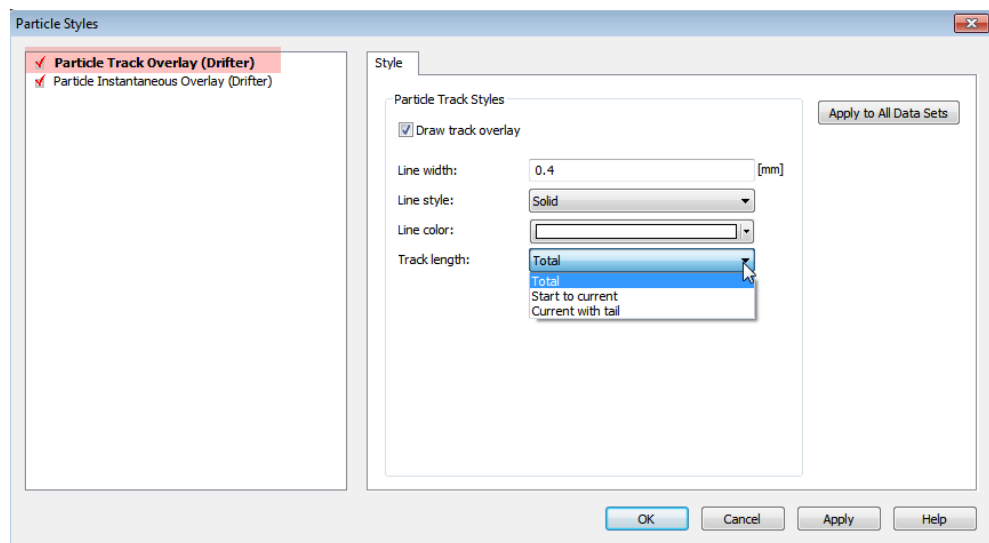 Particle Styles
Particle Track Overlay (Drifter)
Particle Instantaneous Overlay (Drifter)
Style
Particle Track Styles
Draw track overlay
Line width: 0.4 [mm]
Line style: Solid
Line color:
Track length: Total
Total
Start to current
Current with tail
Apply to All Data Sets
OK Cancel Apply Help